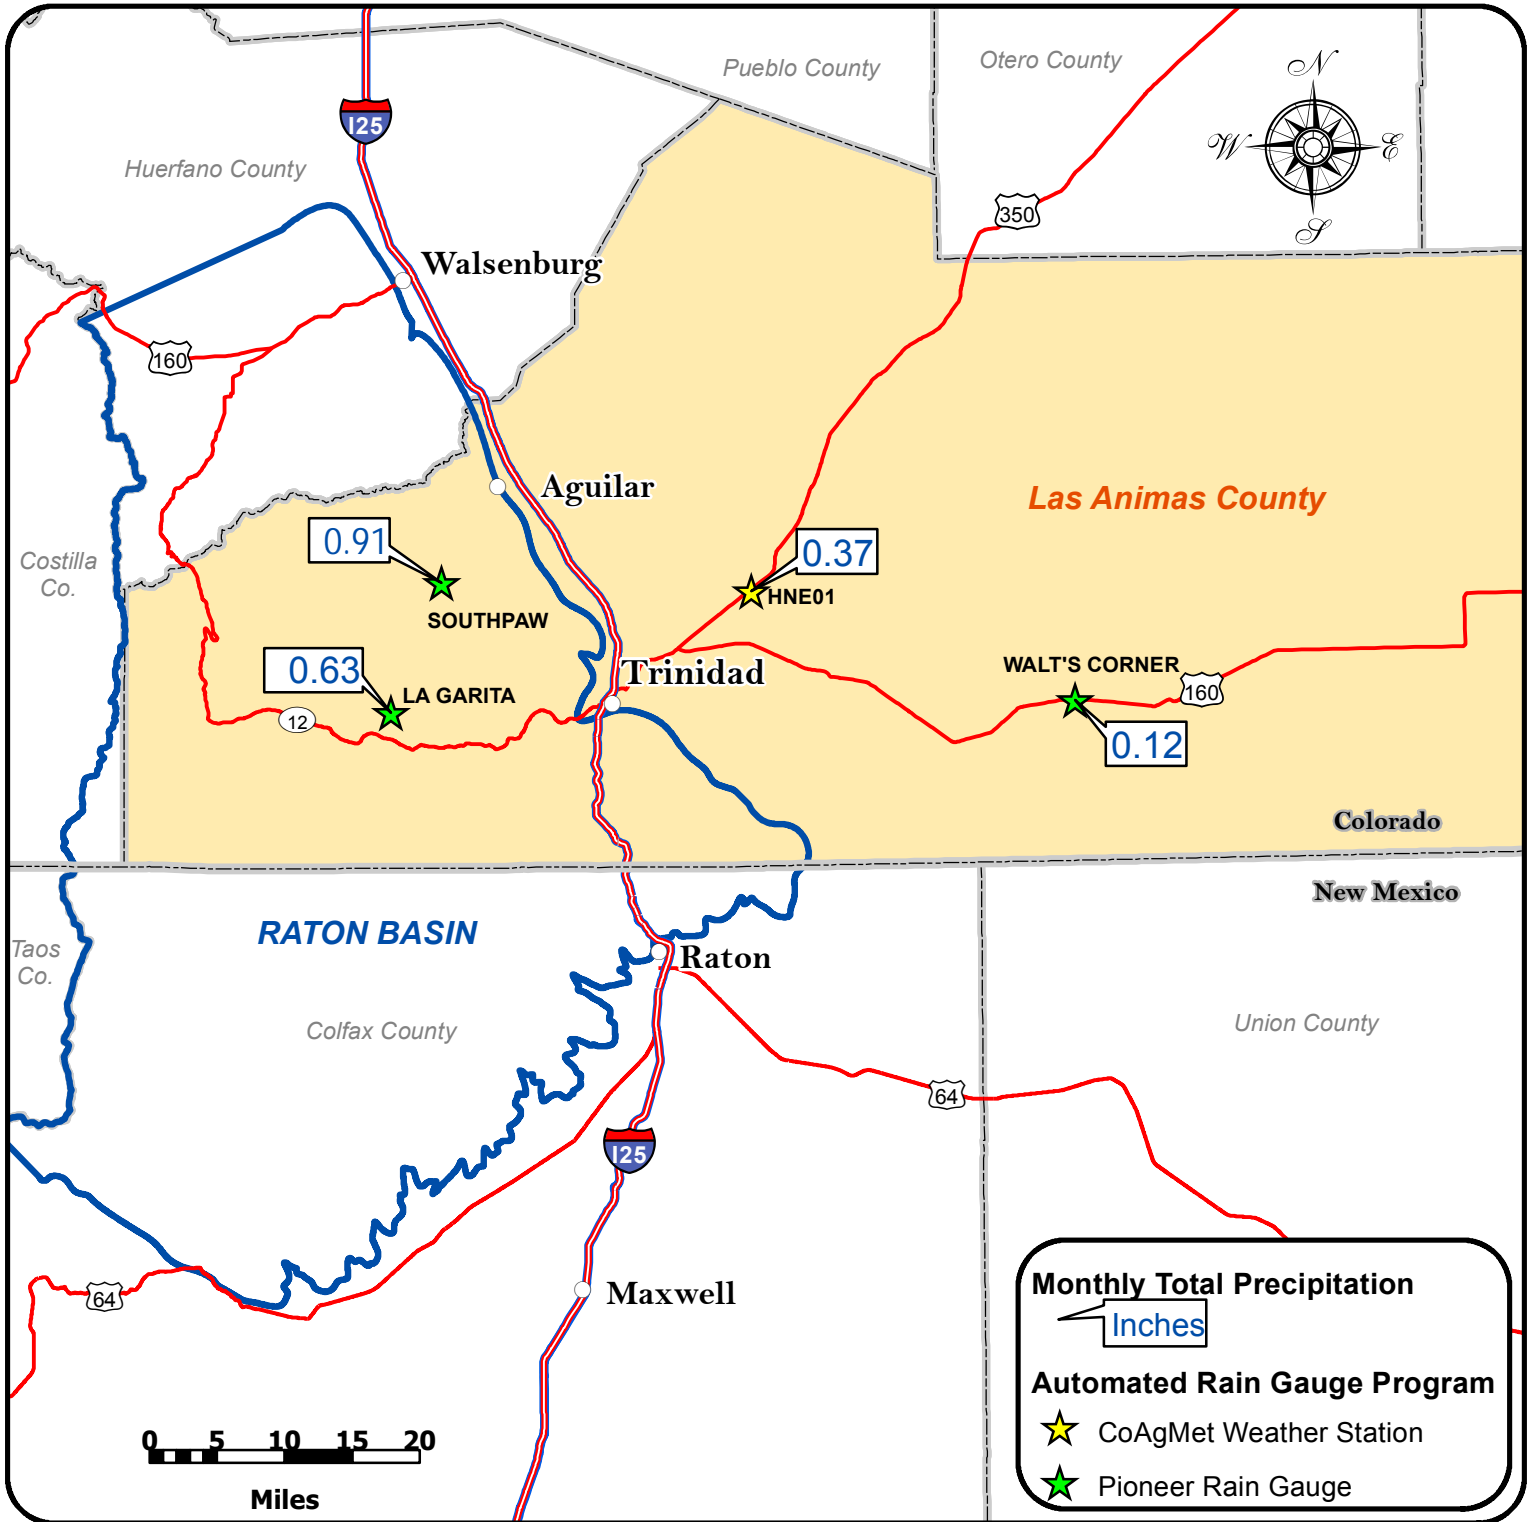 Pueblo County
Otero County
N
W
E
S
I25
Huerfano County
350
Walsenburg
160
Aguilar
Las Animas County
0.91
0.37
Costilla
Co.
HNE01
SOUTHPAW
0.63
Trinidad
WALT'S CORNER
LA GARITA
160
12
0.12
Colorado
New Mexico
RATON BASIN
Taos
Co.
Raton
Colfax County
Union County
64
I25
64
Maxwell
Monthly Total Precipitation
Inches
Automated Rain Gauge Program
CoAgMet Weather Station
Pioneer Rain Gauge
0 5 10 15 20
Miles